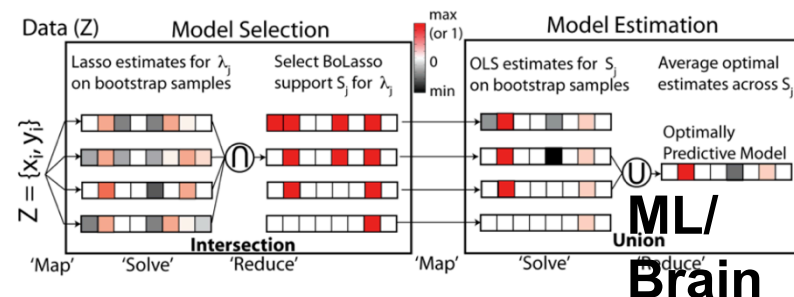 Data (Z)
Model Selection
max
(or 1)
0
min
Model Estimation
Lasso estimates for λj
on bootstrap samples
Select BoLasso
support Sj for λj
OLS estimates for Sj
on bootstrap samples
Average optimal
estimates across Sj
Z = {xi, yi}
∩
∪
Optimally
Predictive Model
Intersection
Union
‘Map’ ‘Solve’ ‘Reduce’ ‘Map’ ‘Solve’ ‘Reduce’
ML/
Brain